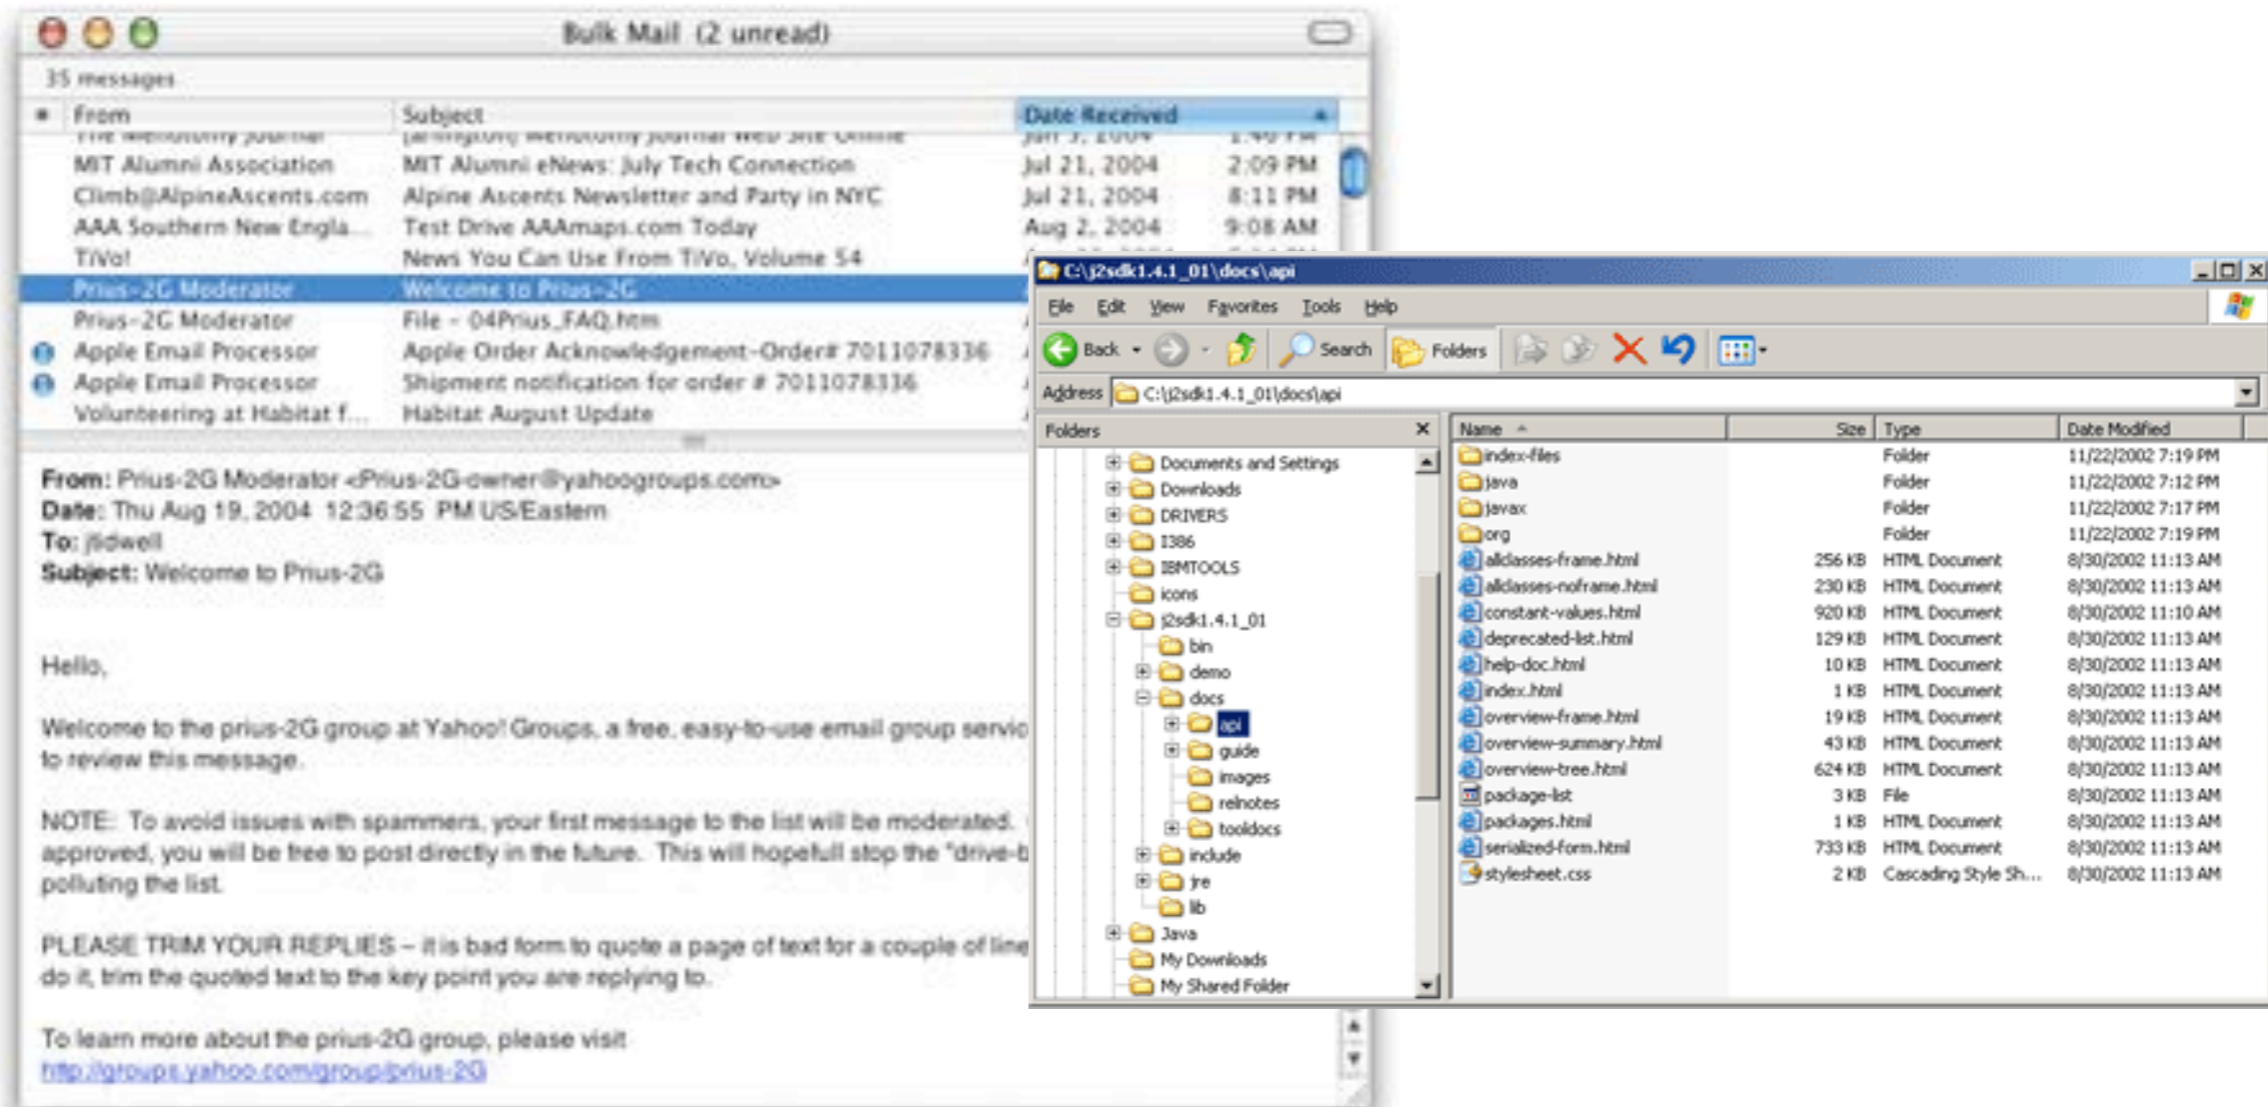 Bulk Mail (2 unread)
35 messages
From Subject Date Received
The Menotomy Journal [arlington] Menotomy Journal Web Site Online Jun 3, 2004 1:40 PM
MIT Alumni Association MIT Alumni eNews: July Tech Connection Jul 21, 2004 2:09 PM
Climb@AlpineAscents.com Alpine Ascents Newsletter and Party in NYC Jul 21, 2004 8:11 PM
AAA Southern New Engla... Test Drive AAAmaps.com Today Aug 2, 2004 9:08 AM
TiVo! News You Can Use From TiVo, Volume 54
Prius-2G Moderator Welcome to Prius-2G
Prius-2G Moderator File - 04Prius_FAQ.htm
Apple Email Processor Apple Order Acknowledgement-Order# 7011078336
Apple Email Processor Shipment notification for order # 7011078336
Volunteering at Habitat f... Habitat August Update
From: Prius-2G Moderator <Prius-2G-owner@yahoogroups.com>
Date: Thu Aug 19, 2004 12:36:55 PM US/Eastern
To: jtidwell
Subject: Welcome to Prius-2G
Hello,
Welcome to the prius-2G group at Yahoo! Groups, a free, easy-to-use email group servic
to review this message.
NOTE: To avoid issues with spammers, your first message to the list will be moderated.
approved, you will be free to post directly in the future. This will hopefull stop the "drive-b
polluting the list.
PLEASE TRIM YOUR REPLIES – it is bad form to quote a page of text for a couple of line
do it, trim the quoted text to the key point you are replying to.
To learn more about the prius-2G group, please visit
http://groups.yahoo.com/group/prius-2G
C:\j2sdk1.4.1_01\docs\api
File Edit View Favorites Tools Help
Back Search Folders
Address C:\j2sdk1.4.1_01\docs\api
Folders
Documents and Settings
Downloads
DRIVERS
I386
IBMTOOLS
icons
j2sdk1.4.1_01
bin
demo
docs
api
guide
images
relnotes
tooldocs
include
jre
lib
Java
My Downloads
My Shared Folder
Name Size Type Date Modified
index-files Folder 11/22/2002 7:19 PM
java Folder 11/22/2002 7:12 PM
javax Folder 11/22/2002 7:17 PM
org Folder 11/22/2002 7:19 PM
allclasses-frame.html 256 KB HTML Document 8/30/2002 11:13 AM
allclasses-noframe.html 230 KB HTML Document 8/30/2002 11:13 AM
constant-values.html 920 KB HTML Document 8/30/2002 11:10 AM
deprecated-list.html 129 KB HTML Document 8/30/2002 11:13 AM
help-doc.html 10 KB HTML Document 8/30/2002 11:13 AM
index.html 1 KB HTML Document 8/30/2002 11:13 AM
overview-frame.html 19 KB HTML Document 8/30/2002 11:13 AM
overview-summary.html 43 KB HTML Document 8/30/2002 11:13 AM
overview-tree.html 624 KB HTML Document 8/30/2002 11:13 AM
package-list 3 KB File 8/30/2002 11:13 AM
packages.html 1 KB HTML Document 8/30/2002 11:13 AM
serialized-form.html 733 KB HTML Document 8/30/2002 11:13 AM
stylesheet.css 2 KB Cascading Style Sh... 8/30/2002 11:13 AM